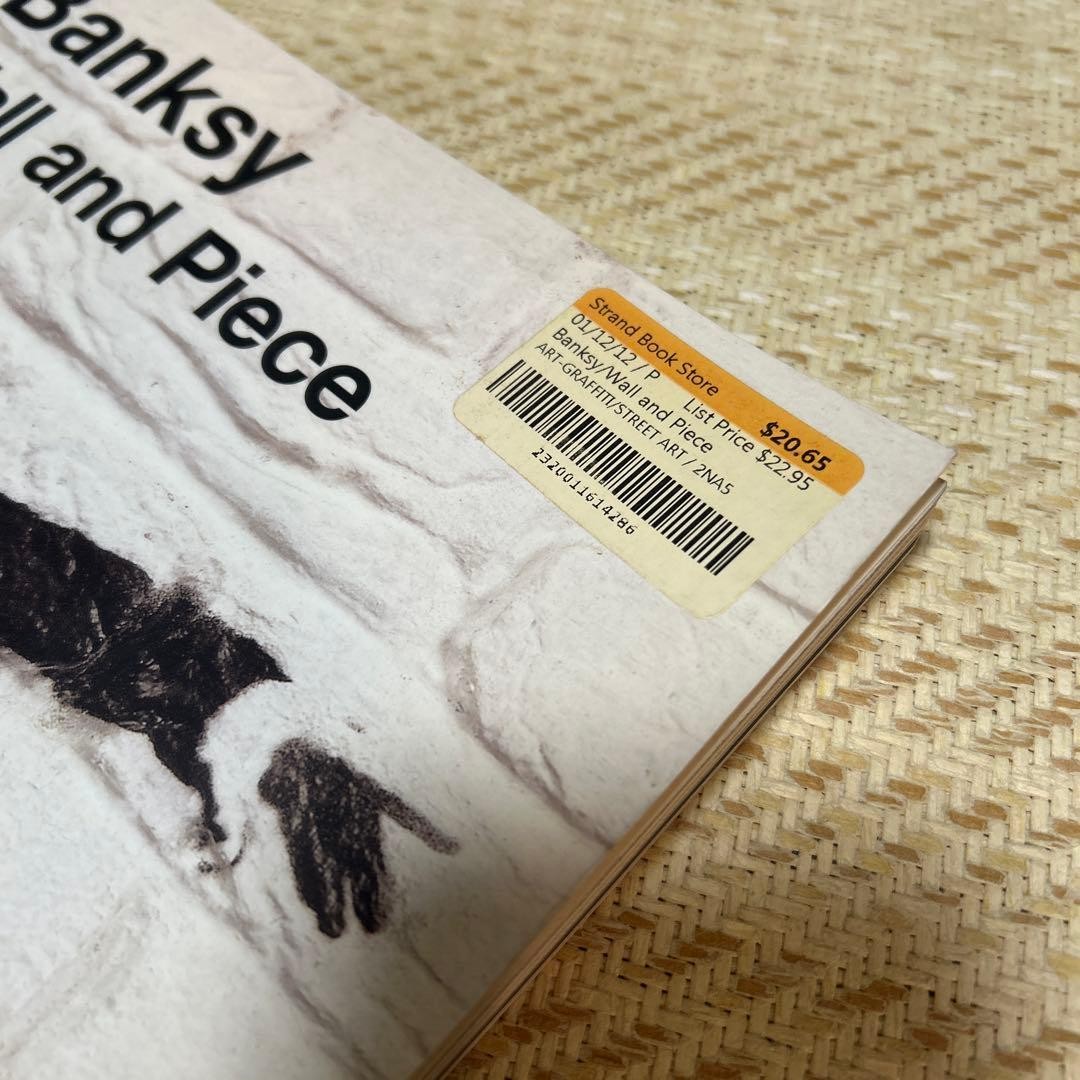 Banksy
all and Piece
Strand Book Store
01/12/12 / P
$20.65
List Price $22.95
Banksy/Wall and Piece
ART-GRAFFITI/STREET ART / 2NA5
2320011614286